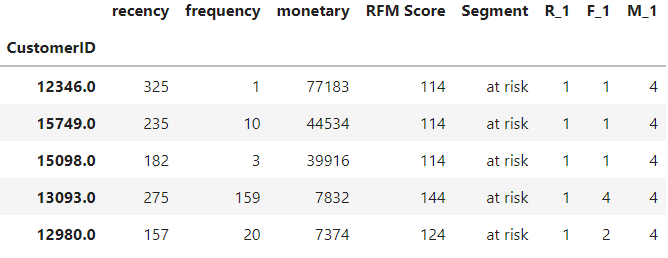 recency frequency monetary RFM Score Segment R_1 F_1 M_1
CustomerID
12346.0 325 1 77183 114 at risk 1 1 4
15749.0 235 10 44534 114 at risk 1 1 4
15098.0 182 3 39916 114 at risk 1 1 4
13093.0 275 159 7832 144 at risk 1 4 4
12980.0 157 20 7374 124 at risk 1 2 4